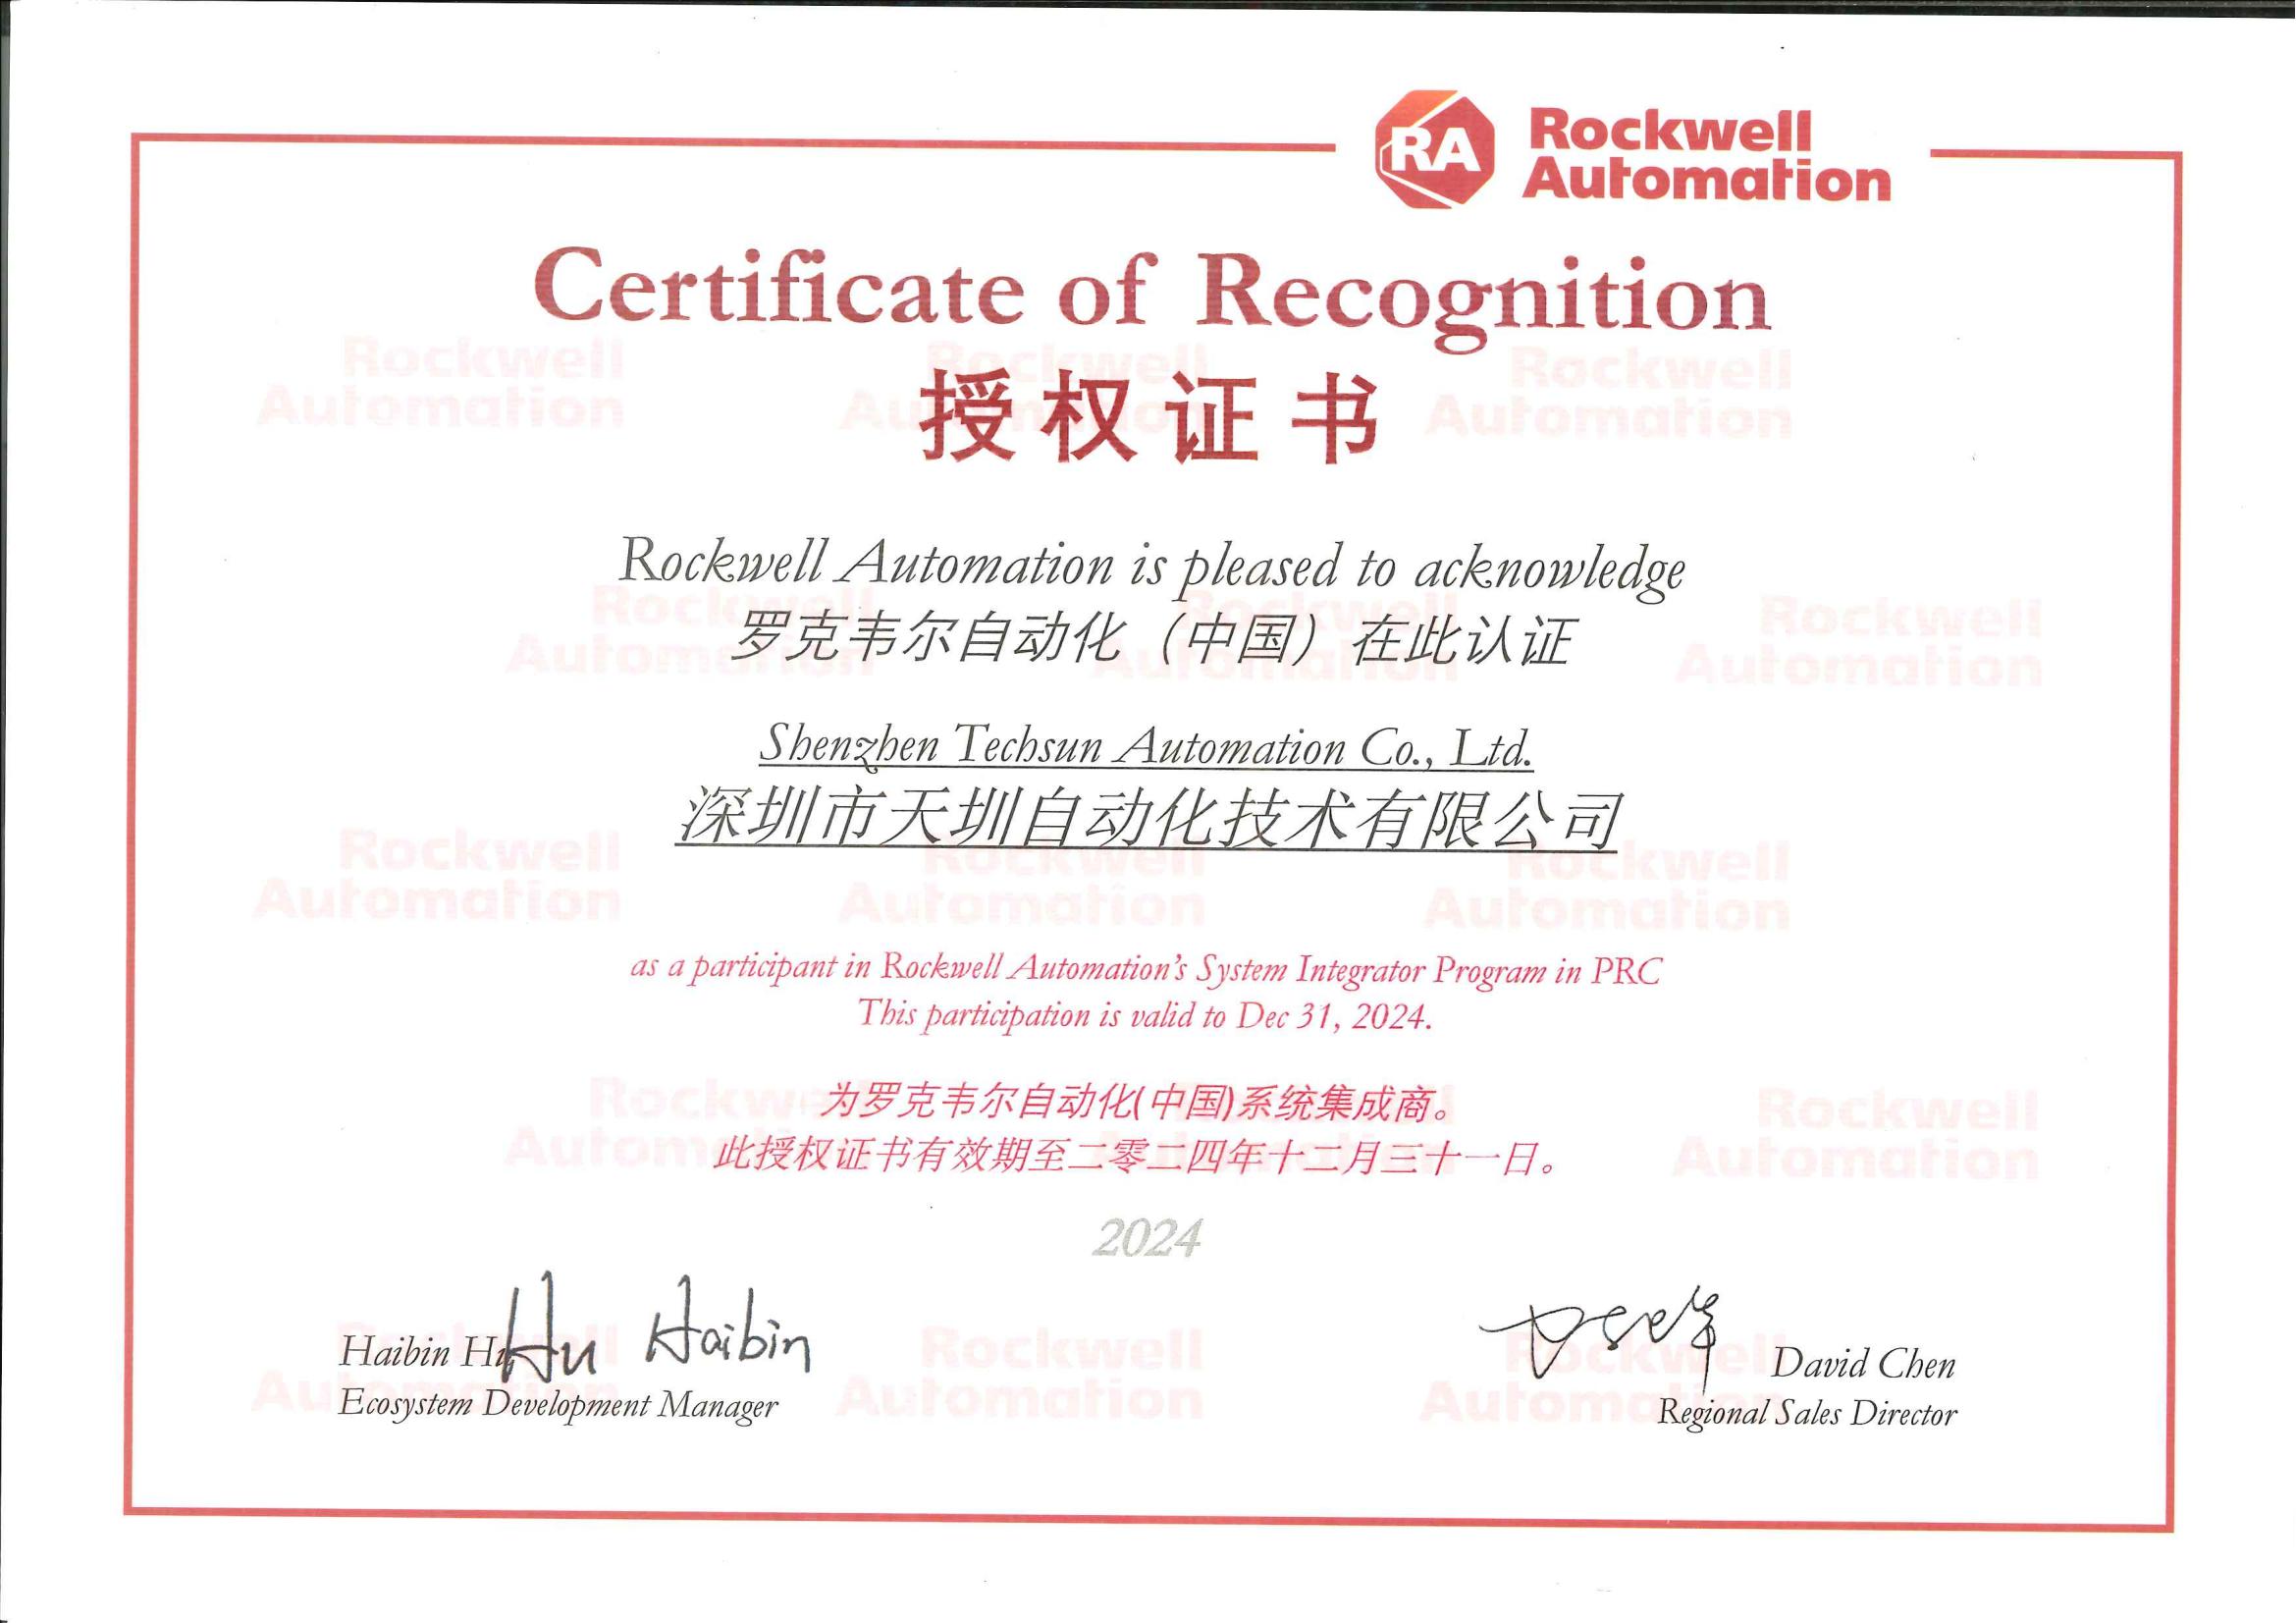 Rockwell
Automation
Certificate of Recognition
授权证书
Rockwell Automation is pleased to acknowledge
罗克韦尔自动化（中国）在此认证
Shenzhen Techsun Automation Co., Ltd.
深圳市天圳自动化技术有限公司
as a participant in Rockwell Automation's System Integrator Program in PRC
This participation is valid to Dec 31, 2024.
为罗克韦尔自动化(中国)系统集成商。
此授权证书有效期至二零二四年十二月三十一日。
2024
Hu Haibin
Haibin Hu
Ecosystem Development Manager
David Chen
Regional Sales Director